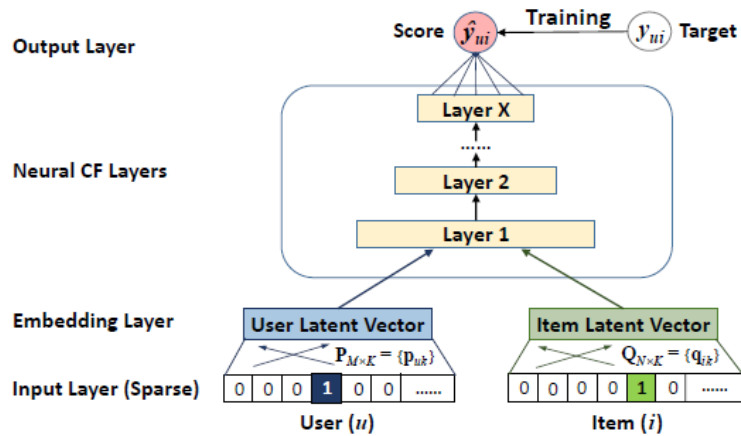 Output Layer
Score
ŷui
Training
yui
Target
Neural CF Layers
Layer X
......
Layer 2
Layer 1
Embedding Layer
User Latent Vector
Item Latent Vector
PM×K = {puk}
QN×K = {qik}
Input Layer (Sparse)
0 0 0 1 0 0 ......
0 0 0 0 1 0 ......
User (u)
Item (i)